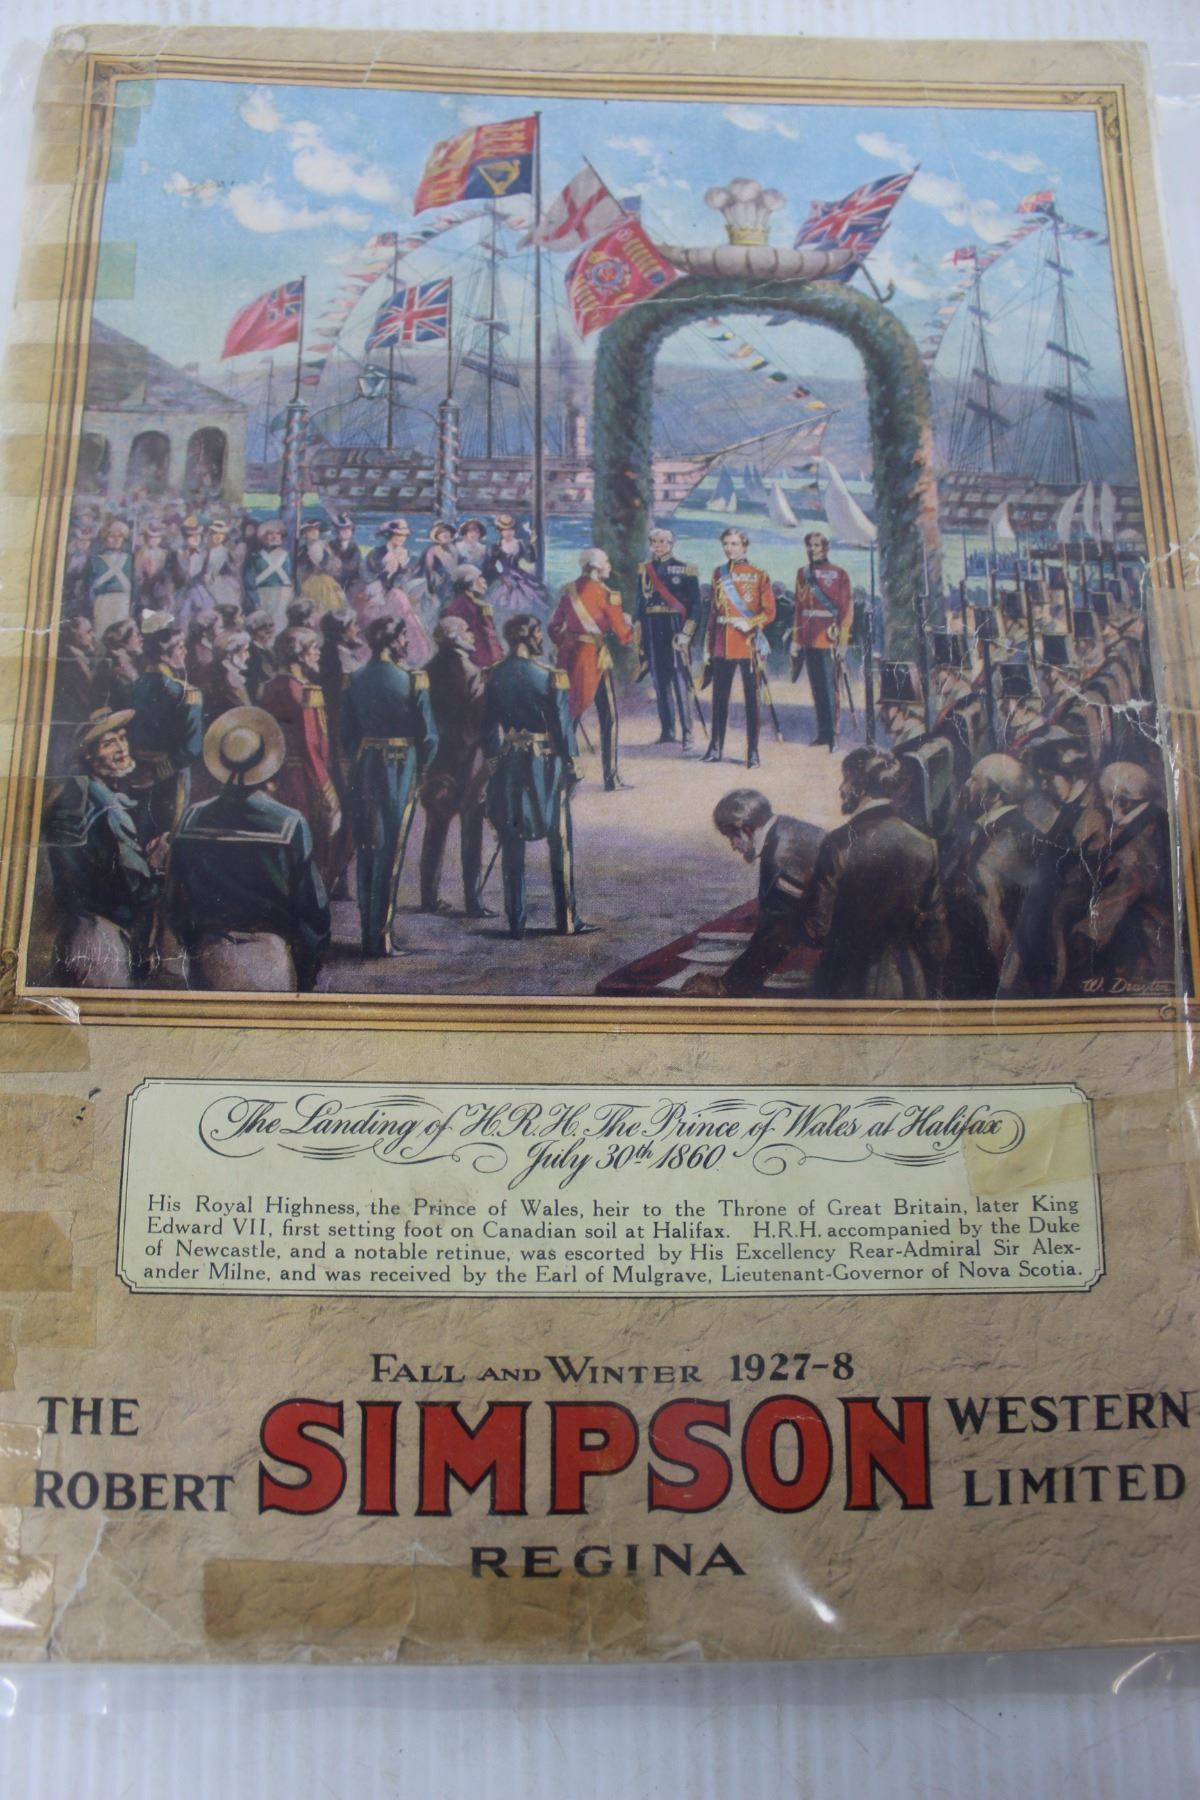 W. Drayton
The Landing of H.R.H. The Prince of Wales at Halifax
July 30th 1860.
His Royal Highness, the Prince of Wales, heir to the Throne of Great Britain, later King
Edward VII, first setting foot on Canadian soil at Halifax. H.R.H. accompanied by the Duke
of Newcastle, and a notable retinue, was escorted by His Excellency Rear-Admiral Sir Alex-
ander Milne, and was received by the Earl of Mulgrave, Lieutenant-Governor of Nova Scotia.
FALL AND WINTER 1927-8
THE ROBERT SIMPSON WESTERN LIMITED
REGINA